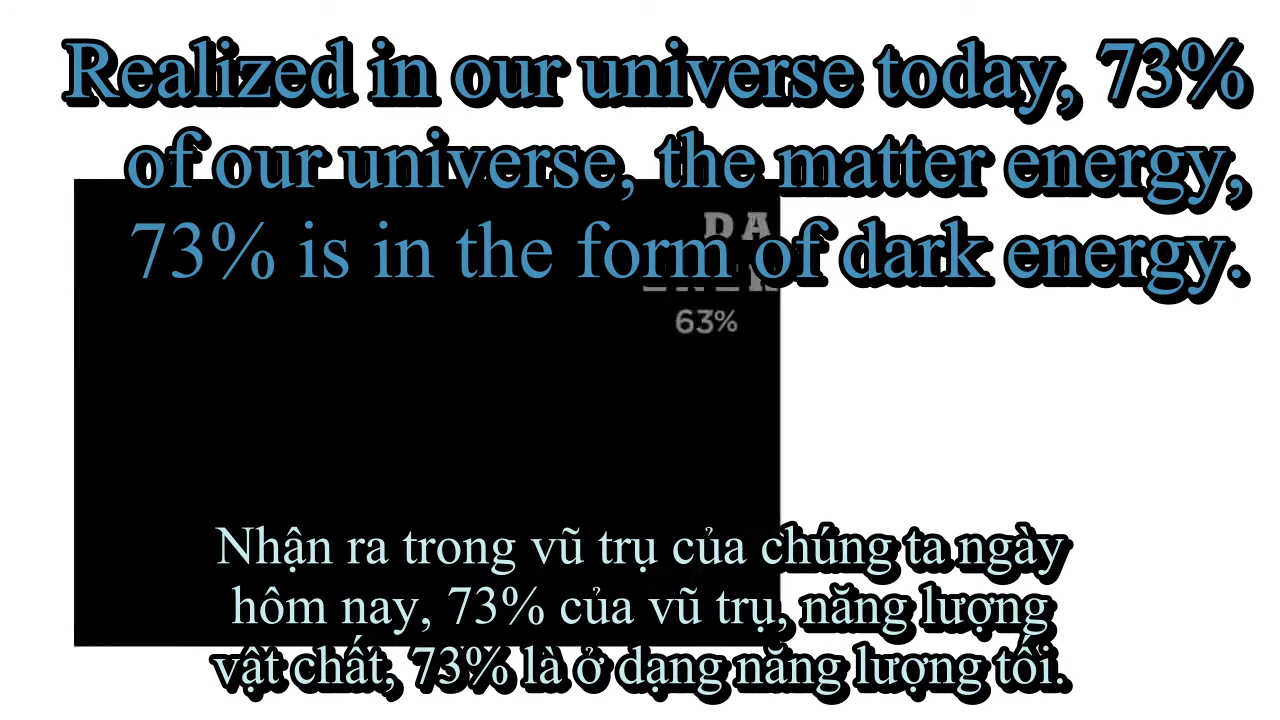 Realized in our universe today, 73%
of our universe, the matter energy,
73% is in the form of dark energy.
63%
Nhận ra trong vũ trụ của chúng ta ngày
hôm nay, 73% của vũ trụ, năng lượng
vật chất, 73% là ở dạng năng lượng tối.